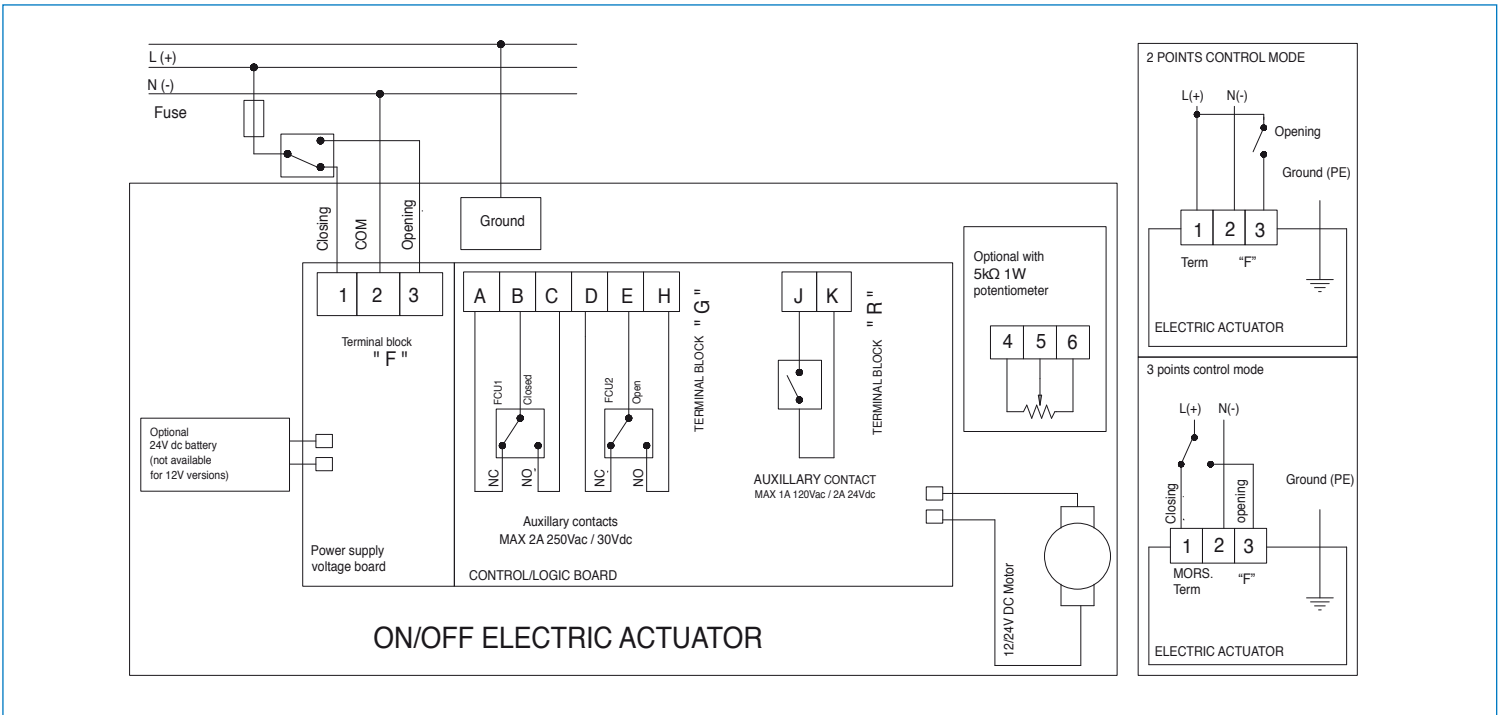 L (+)
N (-)
Fuse
Closing
COM
Opening
Ground
1 2 3
Terminal block
" F "
A B C D E H
TERMINAL BLOCK " G "
FCU1
Closed
NC
NO
FCU2
Open
NC
NO
Auxillary contacts
MAX 2A 250Vac / 30Vdc
J K
TERMINAL BLOCK " R "
AUXILLARY CONTACT
MAX 1A 120Vac / 2A 24Vdc
Optional with
5kΩ 1W
potentiometer
4 5 6
Optional
24V dc battery
(not available
for 12V versions)
Power supply
voltage board
CONTROL/LOGIC BOARD
12/24V DC Motor
ON/OFF ELECTRIC ACTUATOR
2 POINTS CONTROL MODE
L(+) N(-)
Opening
Ground (PE)
1 2 3
Term "F"
ELECTRIC ACTUATOR
3 points control mode
L(+) N(-)
Ground (PE)
Closing
opening
1 2 3
MORS.
Term "F"
ELECTRIC ACTUATOR